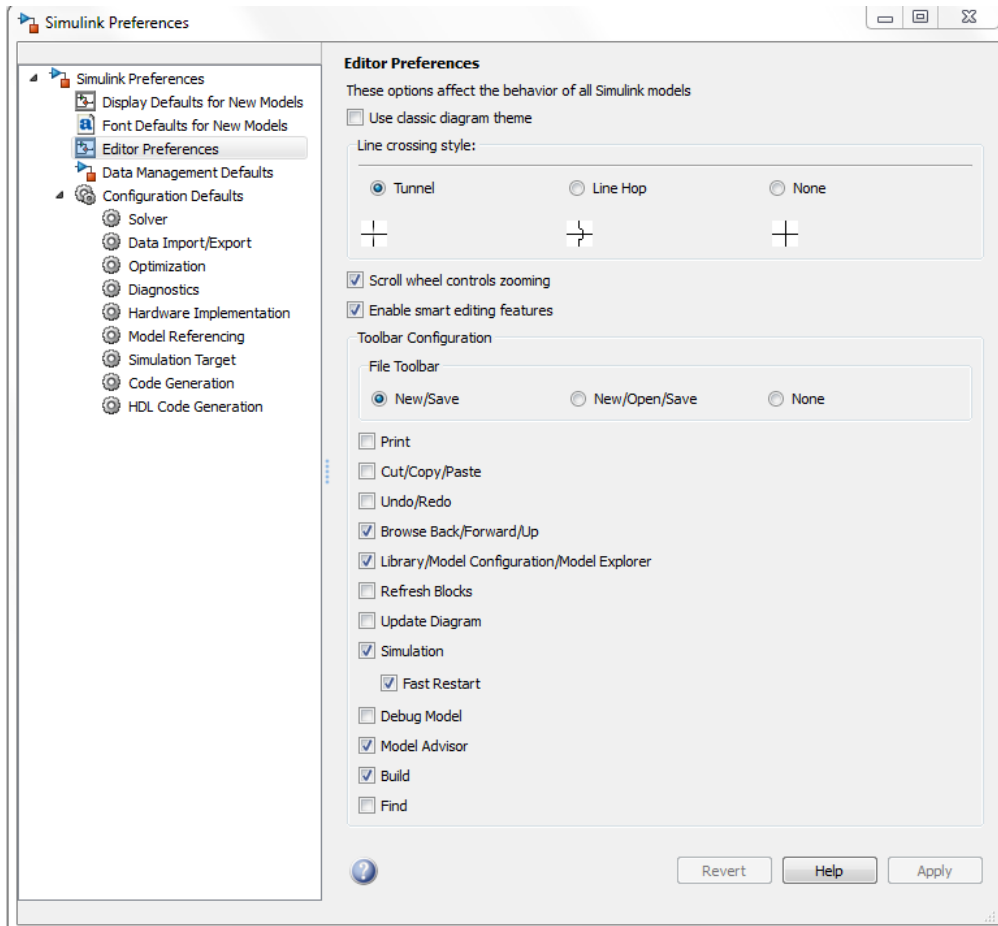 Simulink Preferences
Simulink Preferences
Display Defaults for New Models
Font Defaults for New Models
Editor Preferences
Data Management Defaults
Configuration Defaults
Solver
Data Import/Export
Optimization
Diagnostics
Hardware Implementation
Model Referencing
Simulation Target
Code Generation
HDL Code Generation
Editor Preferences
These options affect the behavior of all Simulink models
Use classic diagram theme
Line crossing style:
Tunnel Line Hop None
Scroll wheel controls zooming
Enable smart editing features
Toolbar Configuration
File Toolbar
New/Save New/Open/Save None
Print
Cut/Copy/Paste
Undo/Redo
Browse Back/Forward/Up
Library/Model Configuration/Model Explorer
Refresh Blocks
Update Diagram
Simulation
Fast Restart
Debug Model
Model Advisor
Build
Find
Revert Help Apply